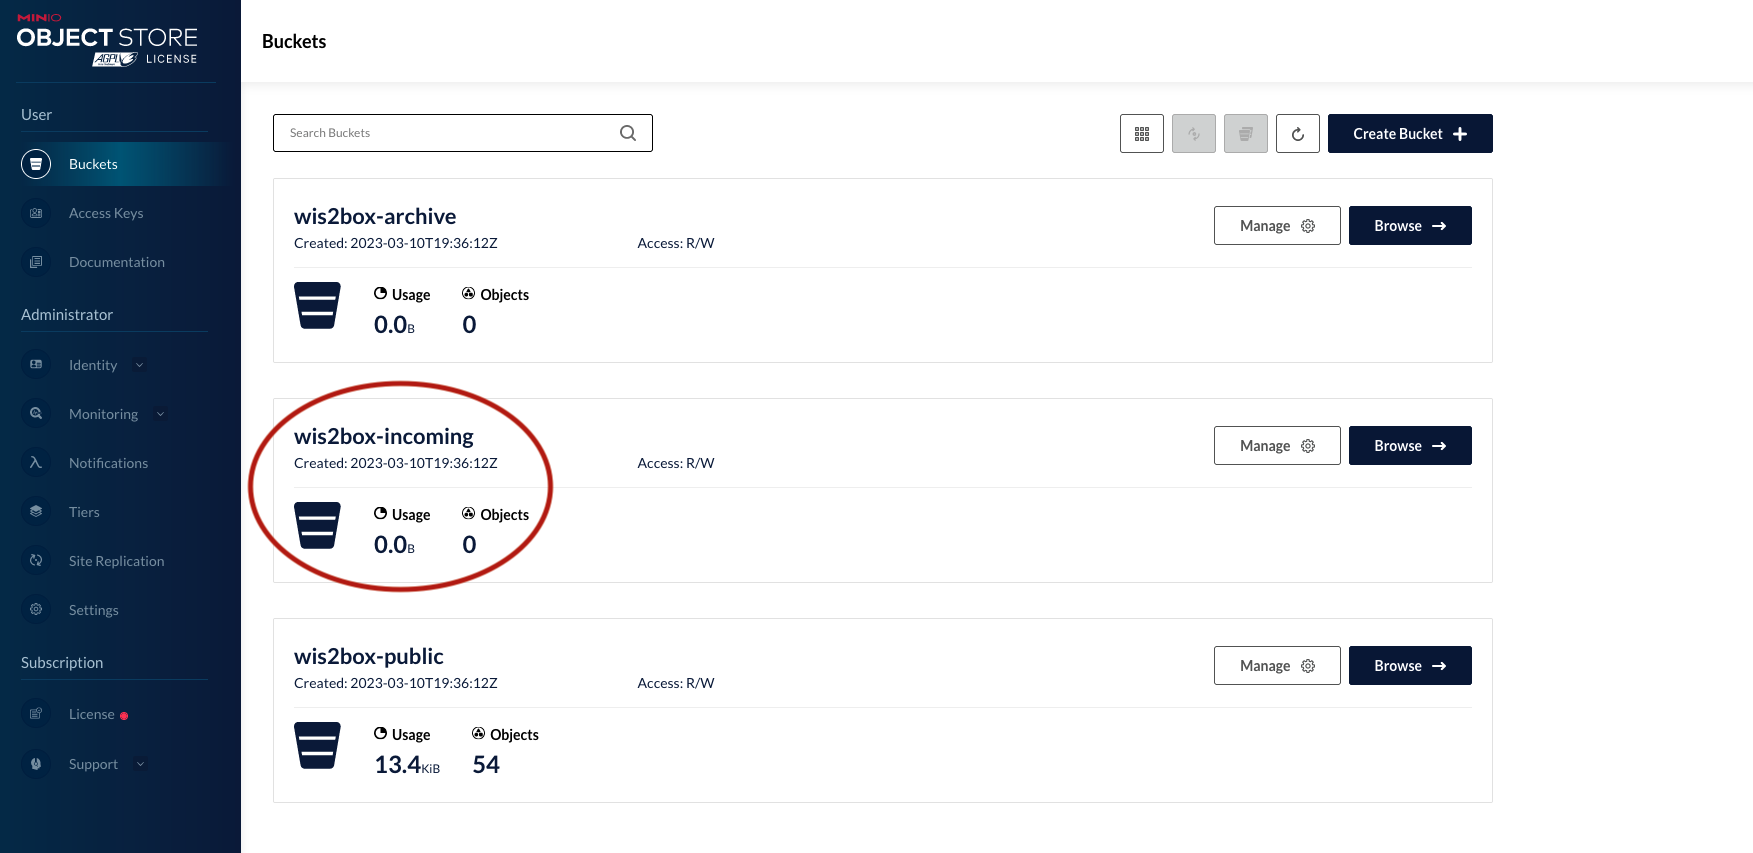 MINIO
OBJECT STORE
AGPLv3 LICENSE
User
Buckets
Access Keys
Documentation
Administrator
Identity
Monitoring
Notifications
Tiers
Site Replication
Settings
Subscription
License
Support
Buckets
Search Buckets
Create Bucket
wis2box-archive
Created: 2023-03-10T19:36:12Z Access: R/W
Manage Browse
Usage Objects
0.0B 0
wis2box-incoming
Created: 2023-03-10T19:36:12Z Access: R/W
Manage Browse
Usage Objects
0.0B 0
wis2box-public
Created: 2023-03-10T19:36:12Z Access: R/W
Manage Browse
Usage Objects
13.4KiB 54